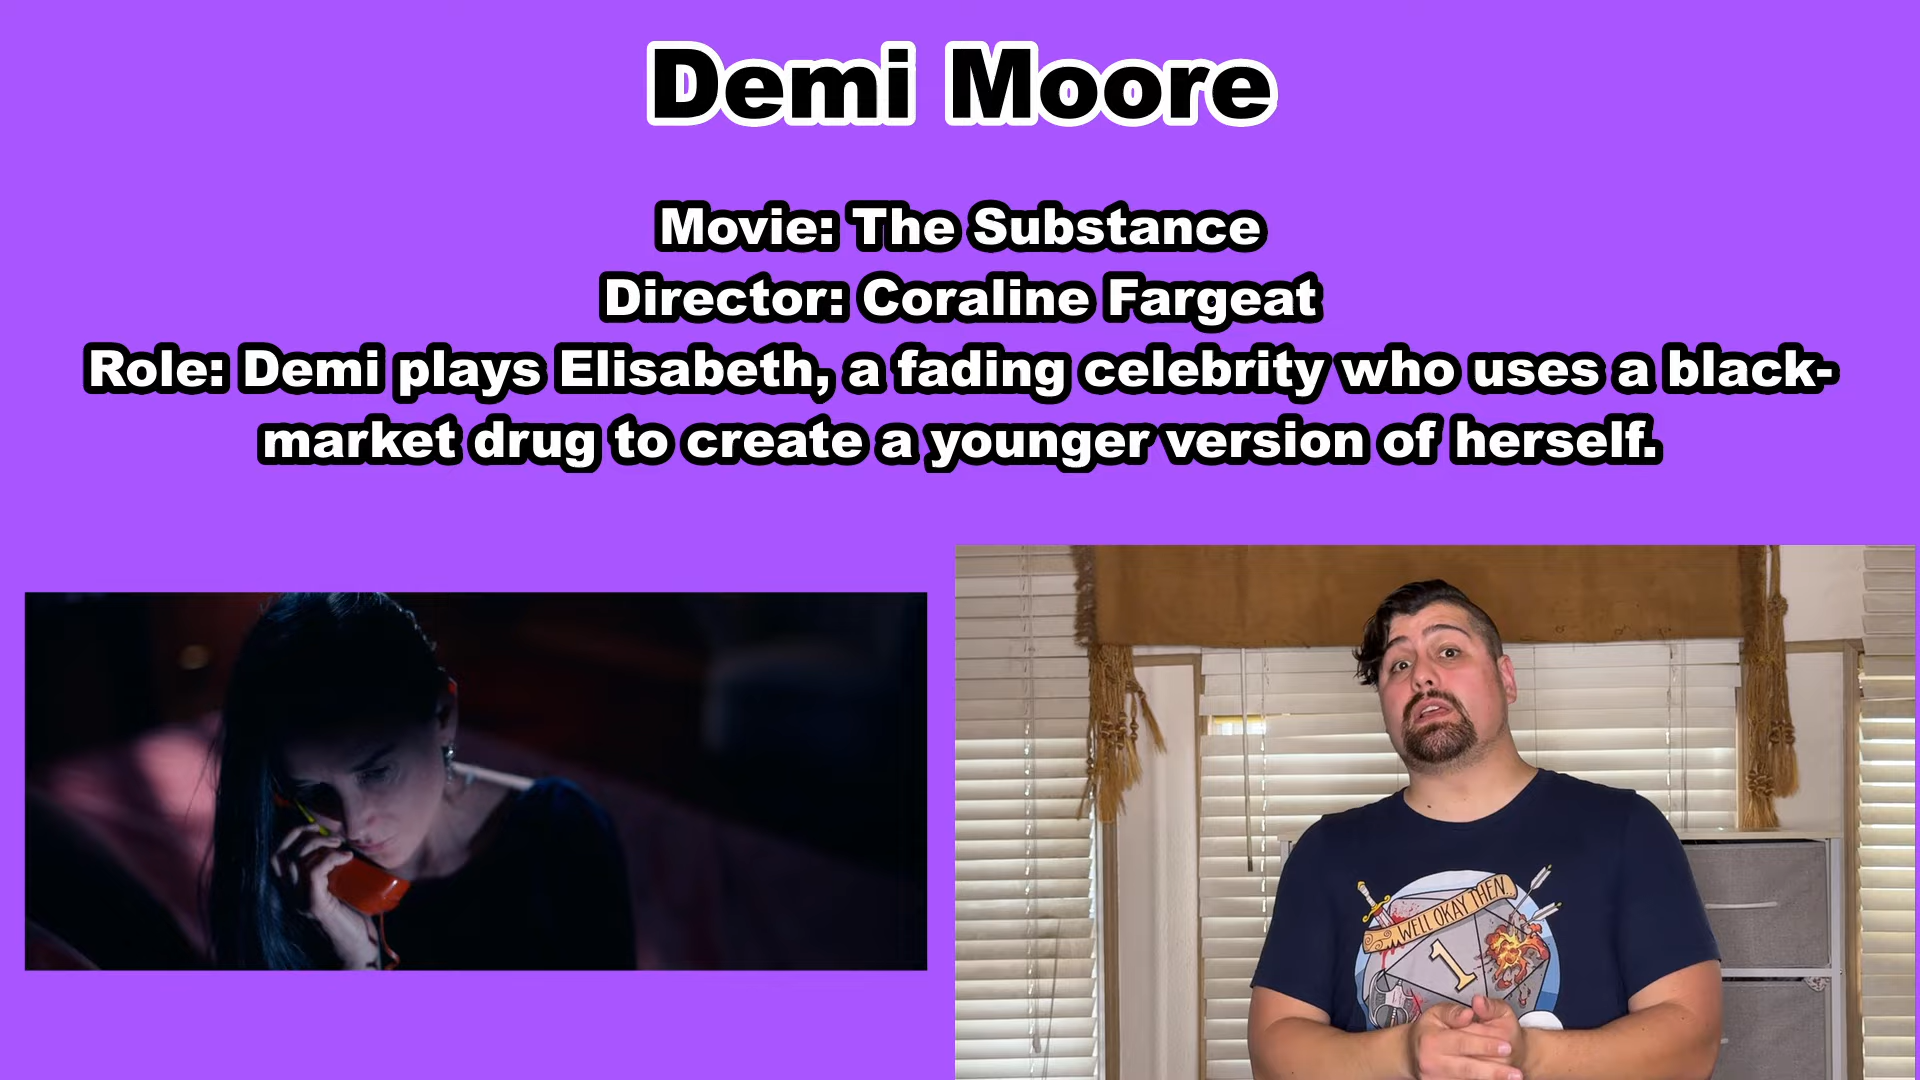 Demi Moore
Movie: The Substance
Director: Coraline Fargeat
Role: Demi plays Elisabeth, a fading celebrity who uses a black-
market drug to create a younger version of herself.
WELL OKAY THEN...
1